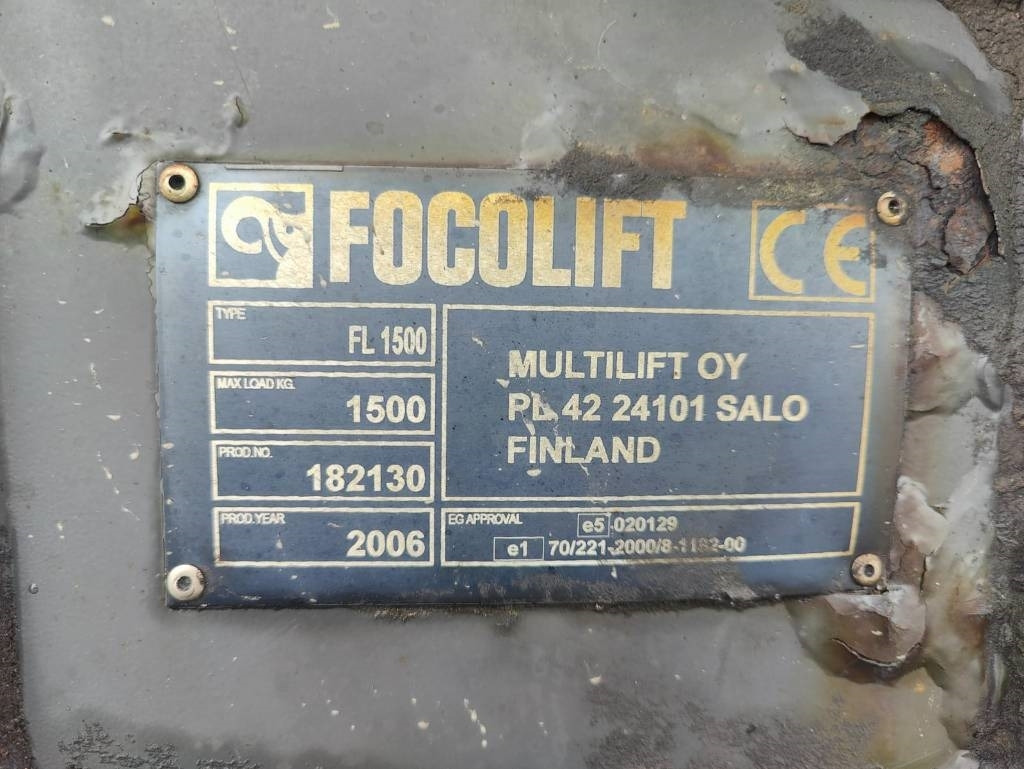 FOCOLIFT CE
TYPE
FL 1500
MAX LOAD KG.
1500
PROD.NO.
182130
PROD.YEAR
2006
MULTILIFT OY
PL 42 24101 SALO
FINLAND
EG APPROVAL
e5 020129
e1 70/221-2000/8-1182-00